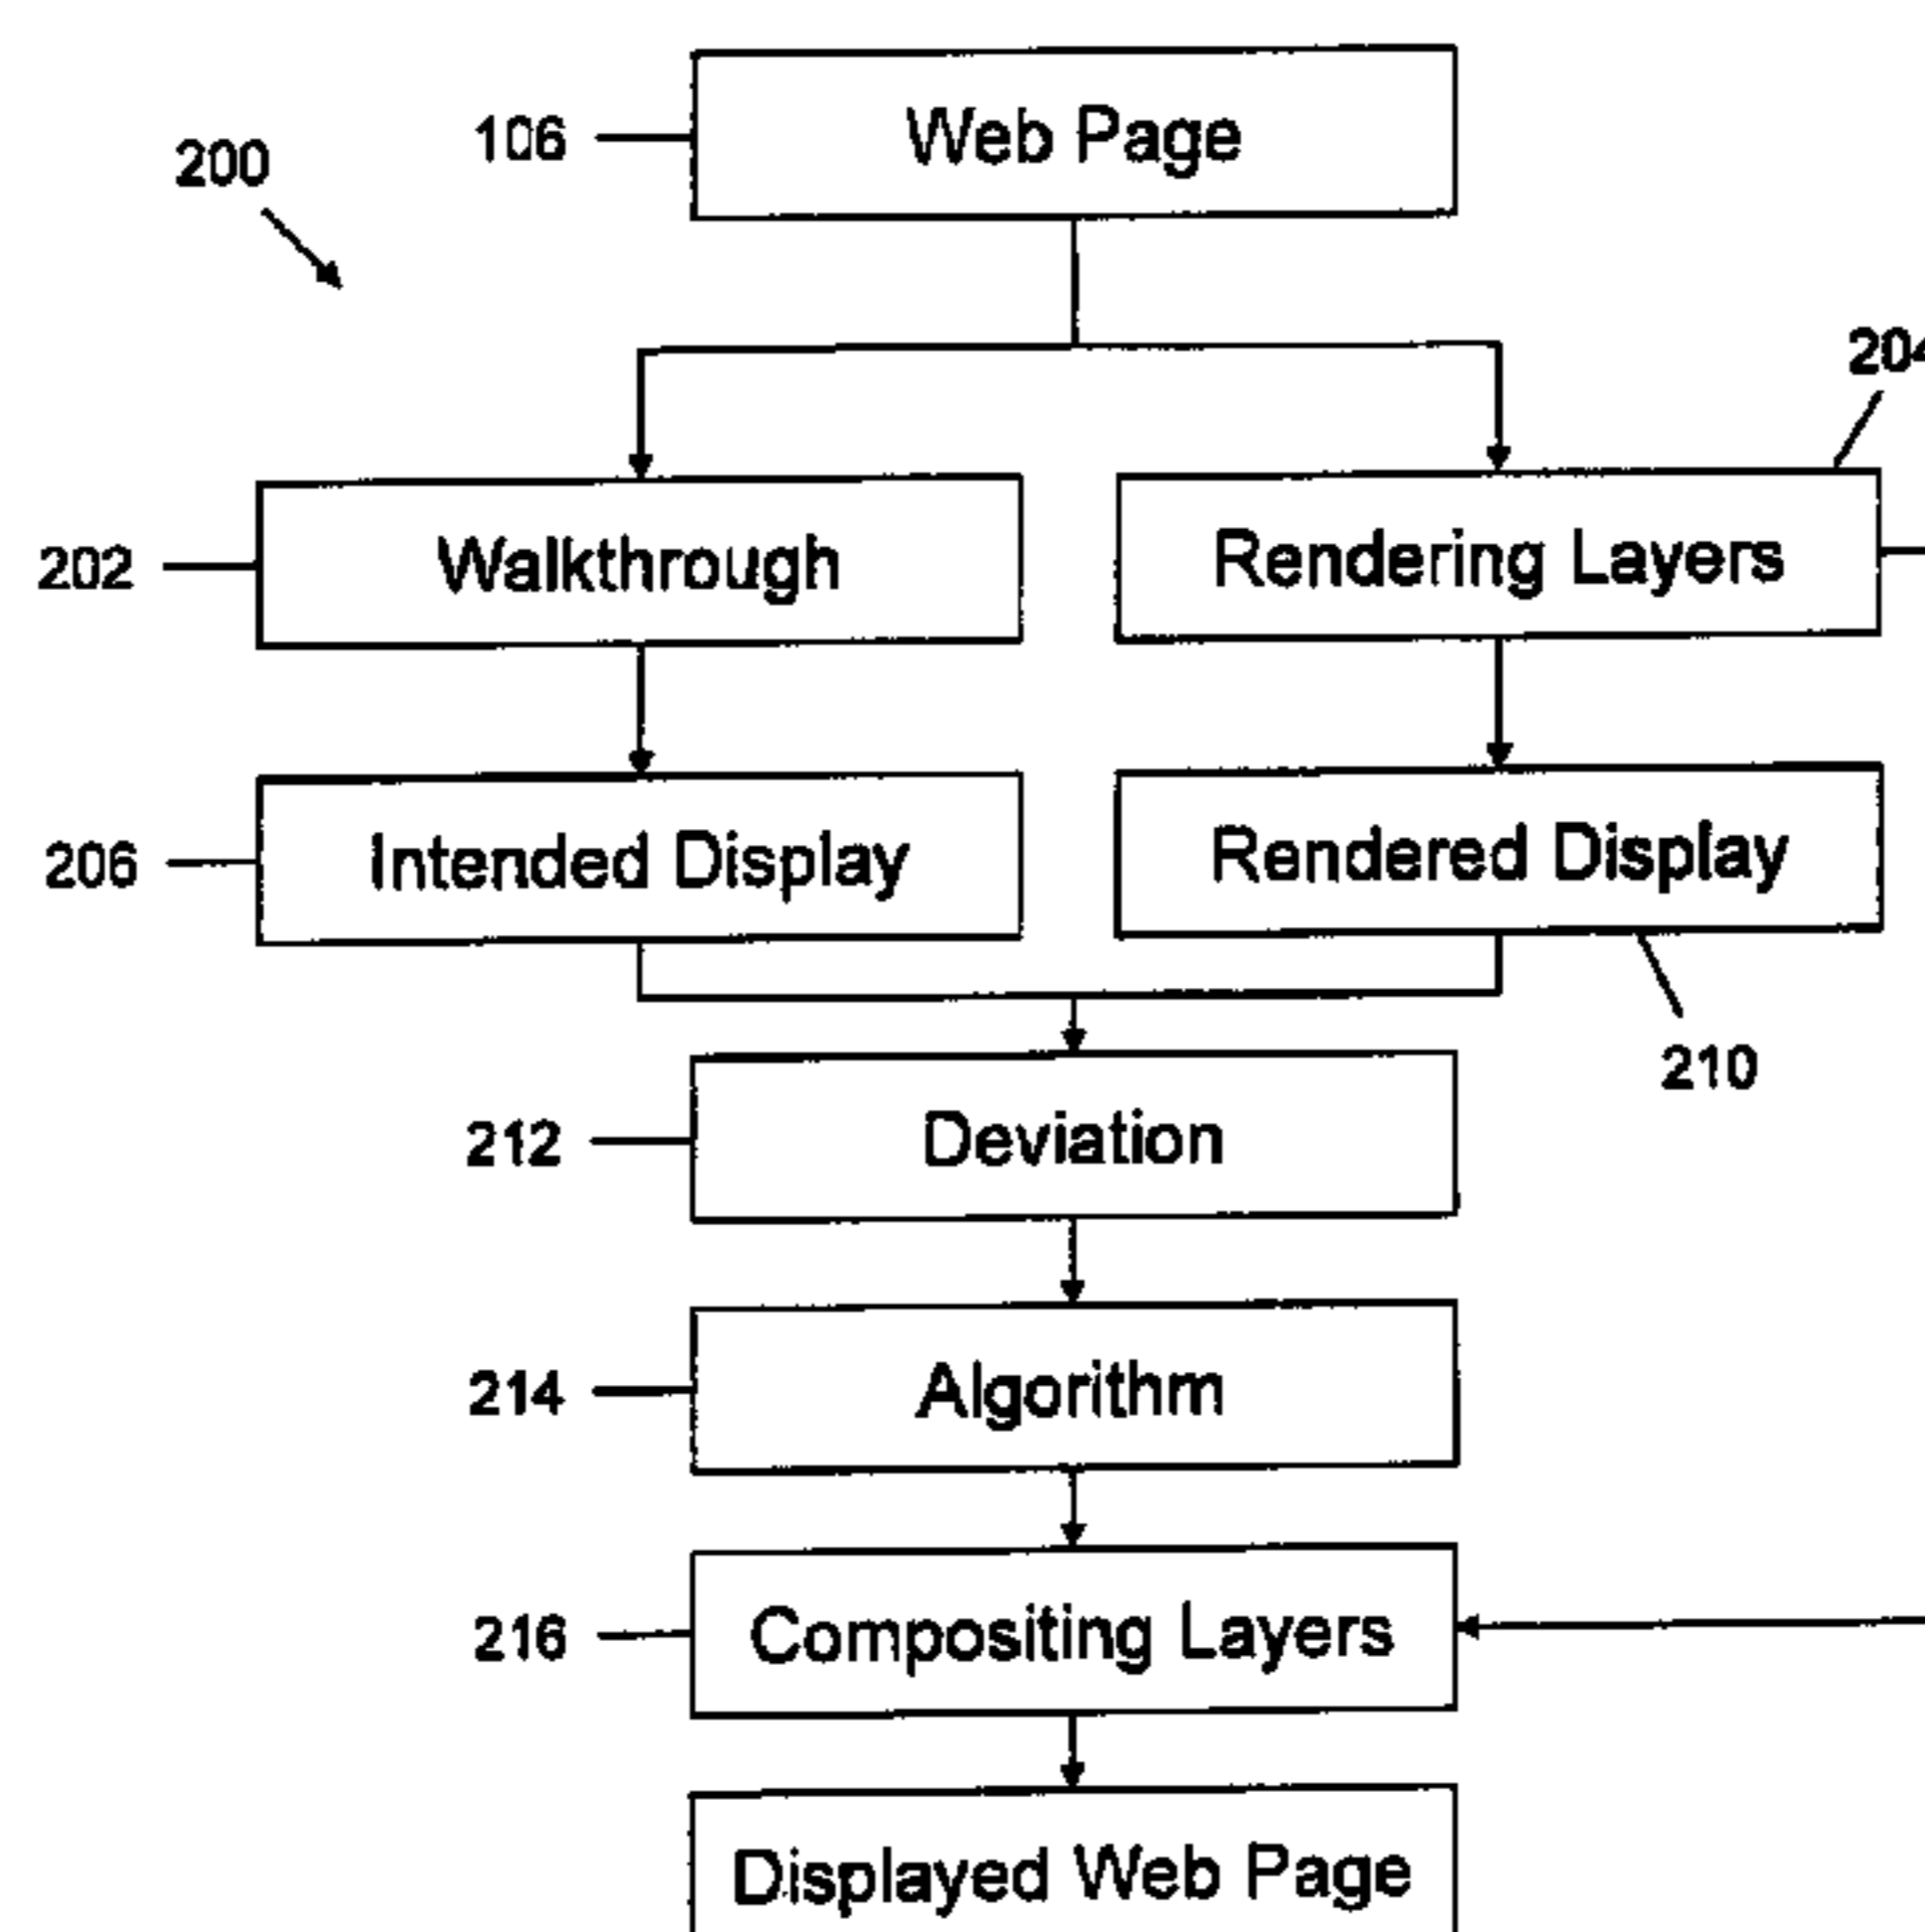 Web Page
106
200
204
Walkthrough
Rendering Layers
202
Intended Display
Rendered Display
206
210
Deviation
212
Algorithm
214
Compositing Layers
216
Displayed Web Page